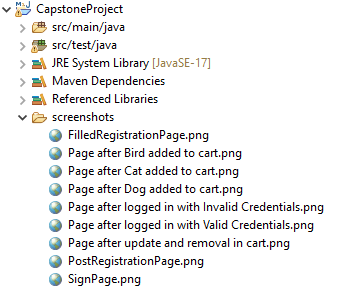 CapstoneProject
src/main/java
src/test/java
JRE System Library [JavaSE-17]
Maven Dependencies
Referenced Libraries
screenshots
FilledRegistrationPage.png
Page after Bird added to cart.png
Page after Cat added to cart.png
Page after Dog added to cart.png
Page after logged in with Invalid Credentials.png
Page after logged in with Valid Credentials.png
Page after update and removal in cart.png
PostRegistrationPage.png
SignPage.png